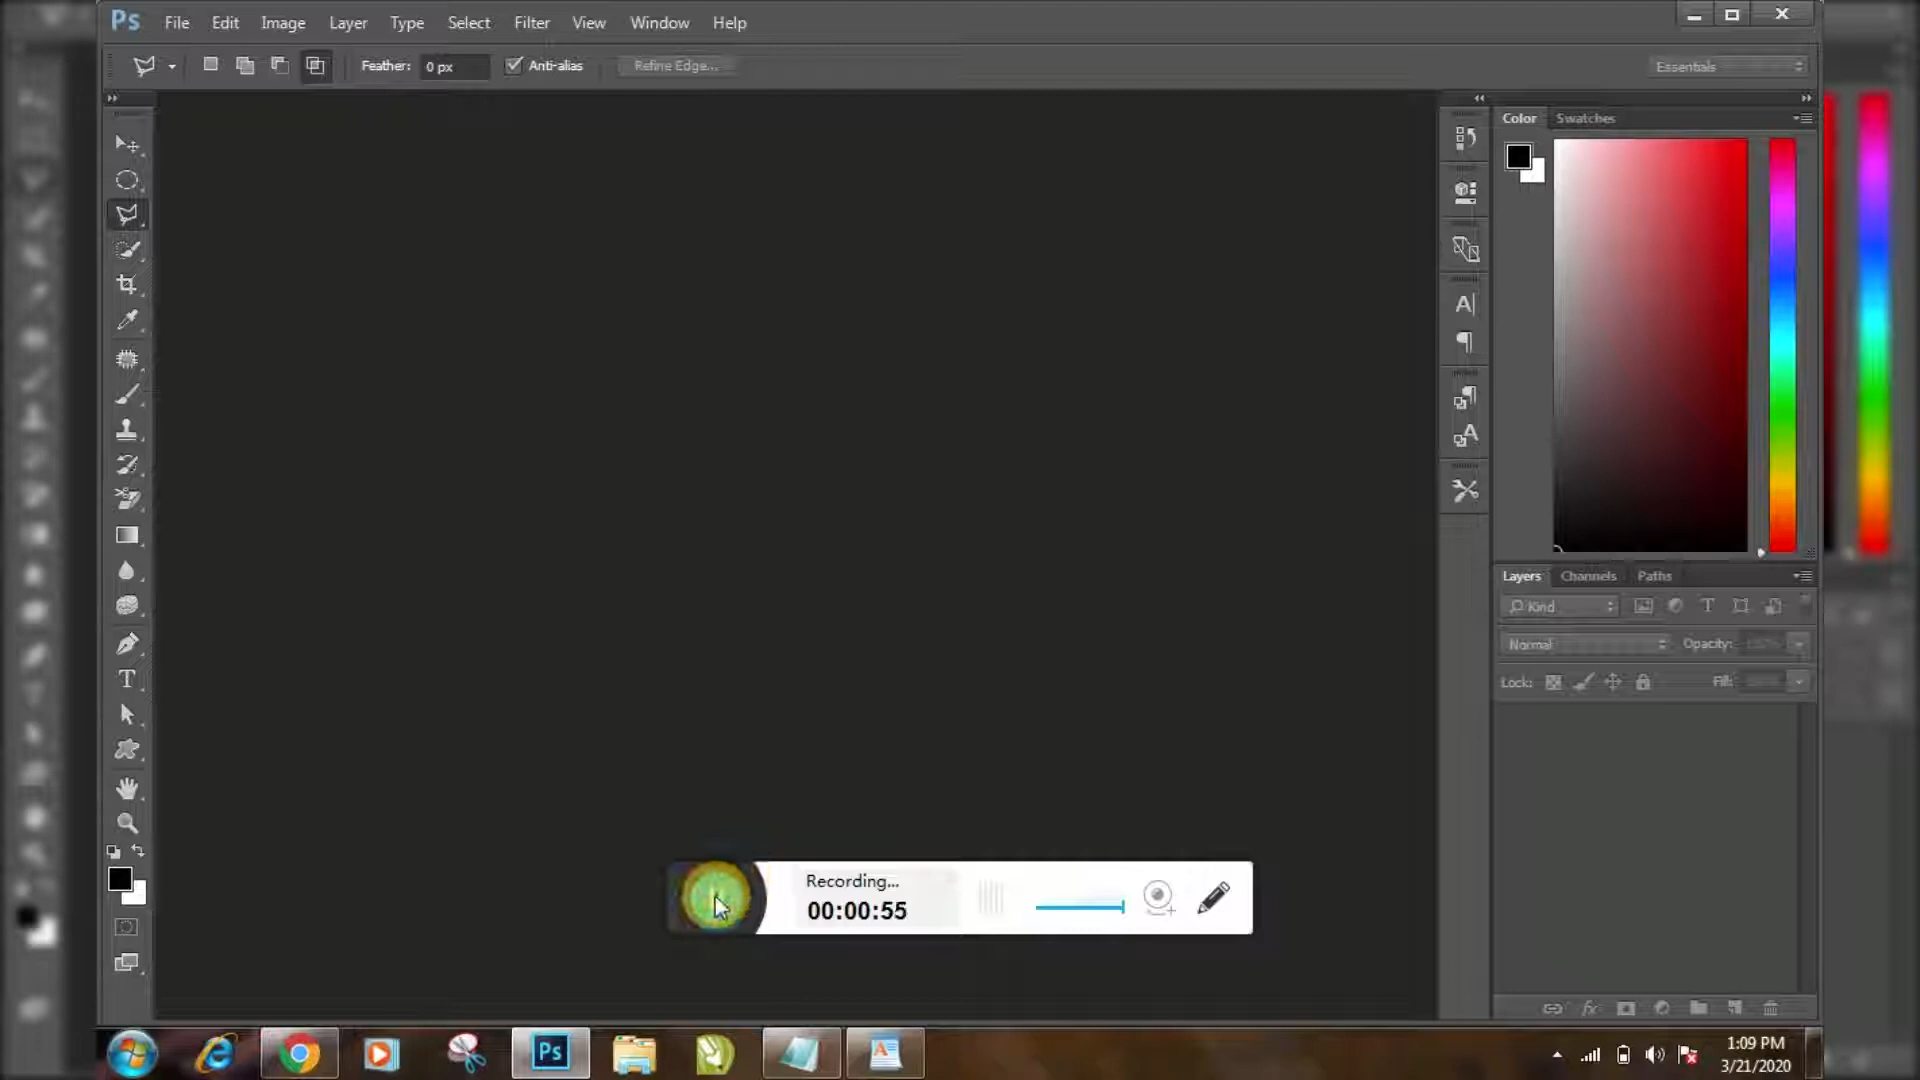 Ps File Edit Image Layer Type Select Filter View Window Help
Feather: 0 px Anti-alias Refine Edge... Essentials
Color Swatches
Layers Channels Paths
Kind
Normal Opacity:
Lock: Fill:
Recording...
00:00:55
Ps
1:09 PM
3/21/2020